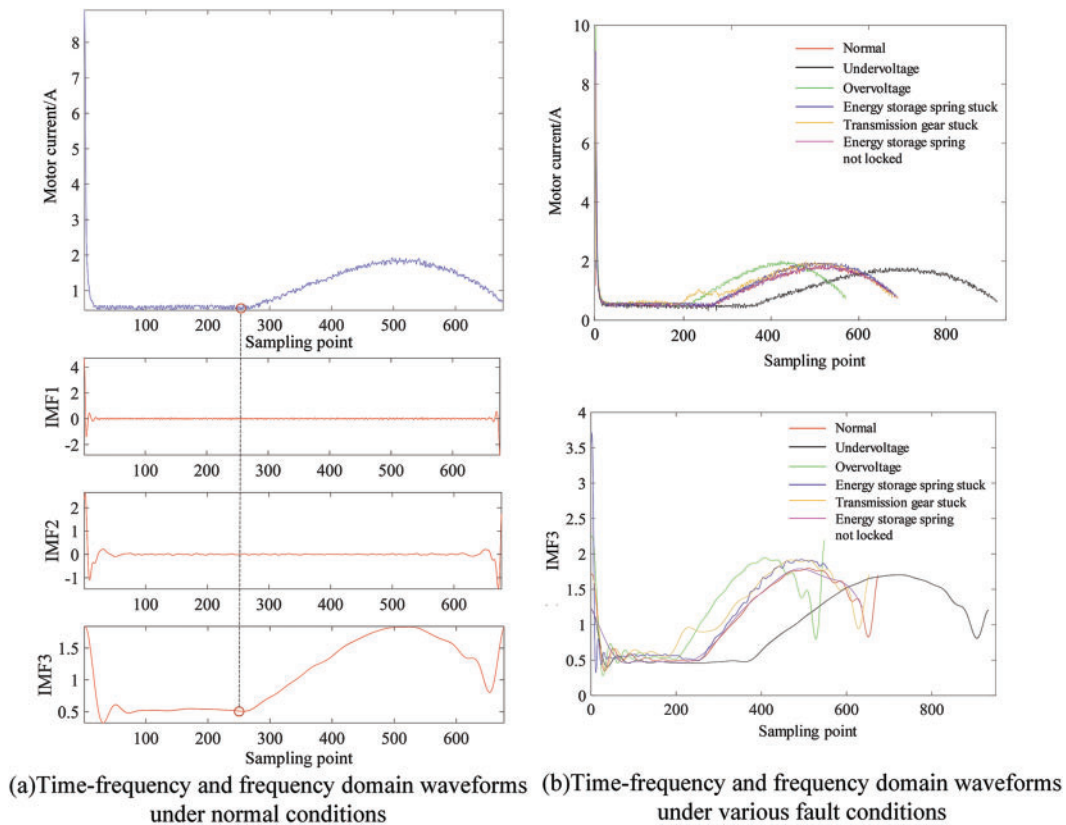 8
7
6
5
4
3
2
1
Motor current/A
100 200 300 400 500 600
Sampling point
4
2
0
-2
IMF1
100 200 300 400 500 600
2
1
0
-1
IMF2
100 200 300 400 500 600
1.5
1
0.5
IMF3
100 200 300 400 500 600
Sampling point
(a)Time-frequency and frequency domain waveforms
under normal conditions
10
8
6
4
2
0
Motor current/A
Normal
Undervoltage
Overvoltage
Energy storage spring stuck
Transmission gear stuck
Energy storage spring
not locked
0 200 400 600 800
Sampling point
4
3.5
3
2.5
2
1.5
1
0.5
0
IMF3
Normal
Undervoltage
Overvoltage
Energy storage spring stuck
Transmission gear stuck
Energy storage spring
not locked
0 200 400 600 800
Sampling point
(b)Time-frequency and frequency domain waveforms
under various fault conditions